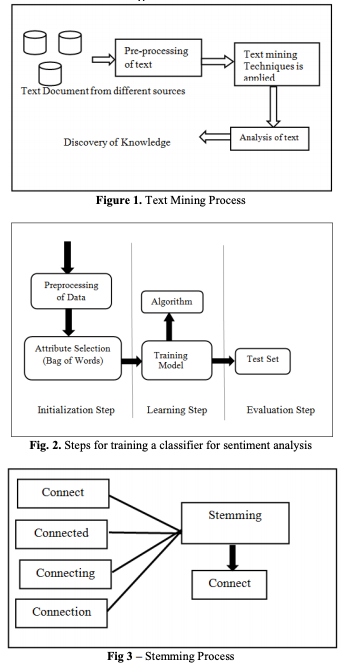 Pre-processing
of text
Text mining
Techniques is
applied
Text Document from different sources
Analysis of text
Discovery of Knowledge
Figure 1. Text Mining Process
Preprocessing
of Data
Algorithm
Attribute Selection
(Bag of Words)
Training
Model
Test Set
Initialization Step
Learning Step
Evaluation Step
Fig. 2. Steps for training a classifier for sentiment analysis
Connect
Connected
Connecting
Connection
Stemming
Connect
Fig 3 – Stemming Process